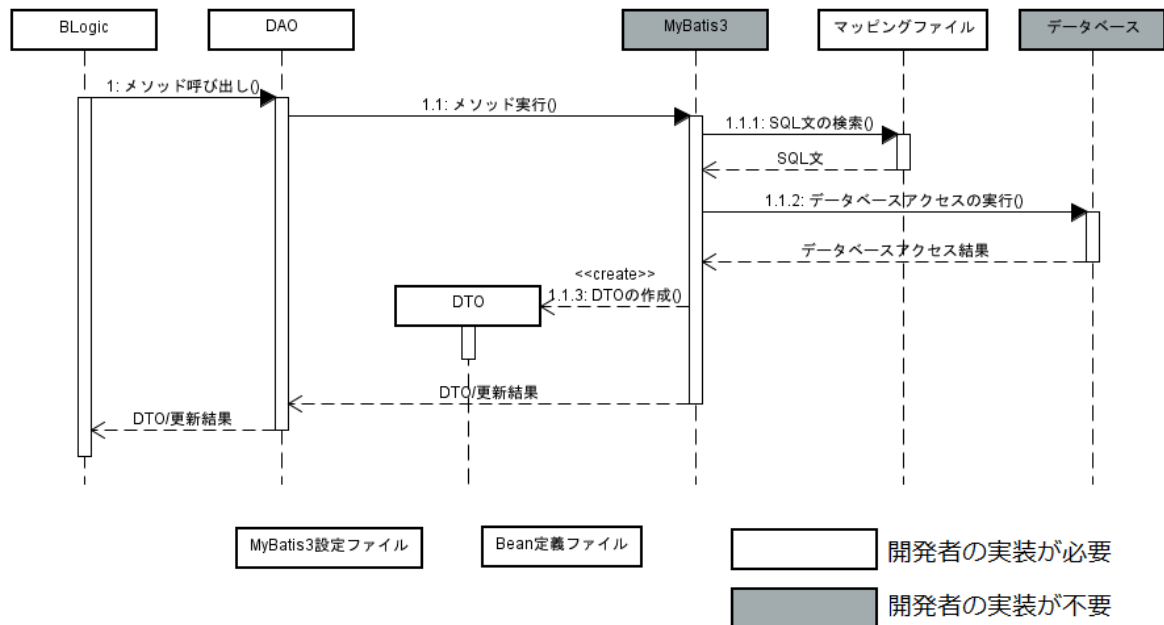 BLogic
DAO
MyBatis3
マッピングファイル
データベース
1: メソッド呼び出し()
1.1: メソッド実行()
1.1.1: SQL文の検索()
SQL文
1.1.2: データベースアクセスの実行()
データベースアクセス結果
<<create>>
1.1.3: DTOの作成()
DTO
DTO/更新結果
DTO/更新結果
MyBatis3設定ファイル
Bean定義ファイル
開発者の実装が必要
開発者の実装が不要